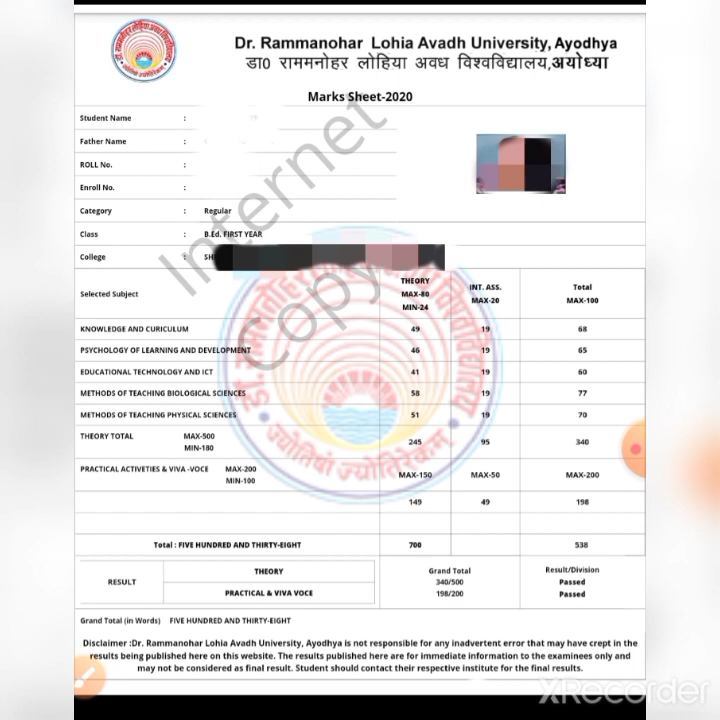 Dr. Rammanohar Lohia Avadh University, Ayodhya
डा0 राममनोहर लोहिया अवध विश्वविद्यालय,अयोध्या
Marks Sheet-2020
Student Name :
Father Name :
ROLL No. :
Enroll No. :
Category : Regular
Class : B.Ed. FIRST YEAR
College : SH
Internet Copy
Selected Subject THEORY MAX-80 MIN-24 INT. ASS. MAX-20 Total MAX-100
KNOWLEDGE AND CURICULUM 49 19 68
PSYCHOLOGY OF LEARNING AND DEVELOPMENT 46 19 65
EDUCATIONAL TECHNOLOGY AND ICT 41 19 60
METHODS OF TEACHING BIOLOGICAL SCIENCES 58 19 77
METHODS OF TEACHING PHYSICAL SCIENCES 51 19 70
THEORY TOTAL MAX-500 MIN-180 245 95 340
PRACTICAL ACTIVETIES & VIVA -VOCE MAX-200 MIN-100 MAX-150 MAX-50 MAX-200
149 49 198
Total : FIVE HUNDRED AND THIRTY-EIGHT 700 538
RESULT THEORY Grand Total 340/500 Result/Division Passed
PRACTICAL & VIVA VOCE 198/200 Passed
Grand Total (in Words) FIVE HUNDRED AND THIRTY-EIGHT
Disclaimer :Dr. Rammanohar Lohia Avadh University, Ayodhya is not responsible for any inadvertent error that may have crept in the
results being published here on this website. The results published here are for immediate information to the examinees only and
may not be considered as final result. Student should contact their respective institute for the final results.
XRecorder